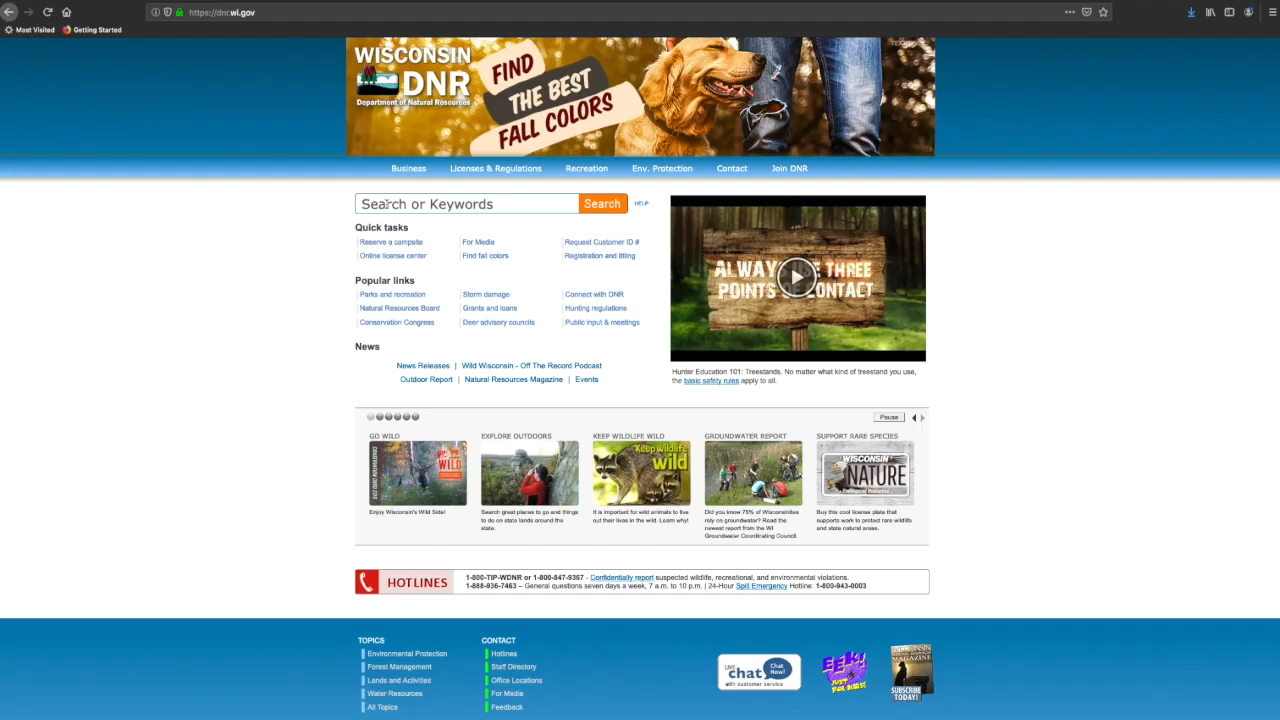 https://dnr.wi.gov
Most Visited
Getting Started
WISCONSIN
DNR
Department of Natural Resources
FIND
THE BEST
FALL COLORS
Business
Licenses & Regulations
Recreation
Env. Protection
Contact
Join DNR
Search or Keywords
Search
HELP
Quick tasks
Reserve a campsite
For Media
Request Customer ID #
Online license center
Find fall colors
Registration and titling
Popular links
Parks and recreation
Storm damage
Connect with DNR
Natural Resources Board
Grants and loans
Hunting regulations
Conservation Congress
Deer advisory councils
Public input & meetings
News
News Releases | Wild Wisconsin - Off The Record Podcast
Outdoor Report | Natural Resources Magazine | Events
THREE
POINTS
Hunter Education 101: Treestands. No matter what kind of treestand you use,
the basic safety rules apply to all.
Pause
GO WILD
Enjoy Wisconsin's Wild Side!
EXPLORE OUTDOORS
Search great places to go and things
to do on state lands around the
state.
KEEP WILDLIFE WILD
Keep wildlife
wild
It is important for wild animals to live
out their lives in the wild. Learn why!
GROUNDWATER REPORT
Did you know 75% of Wisconsinites
rely on groundwater? Read the
newest report from the WI
Groundwater Coordinating Council.
SUPPORT RARE SPECIES
WISCONSIN
NATURE
Endangered Resources
Buy this cool license plate that
supports work to protect rare wildlife
and state natural areas.
HOTLINES
1-800-TIP-WDNR or 1-800-847-9367 - Confidentially report suspected wildlife, recreational, and environmental violations.
1-888-936-7463 – General questions seven days a week, 7 a.m. to 10 p.m. | 24-Hour Spill Emergency Hotline: 1-800-943-0003
TOPICS
Environmental Protection
Forest Management
Lands and Activities
Water Resources
All Topics
CONTACT
Hotlines
Staff Directory
Office Locations
For Media
Feedback
LIVE
chat
Chat
Now!
with customer service
EEK!
JUST
FOR KIDS!
WISCONSIN
MAGAZINE
SUBSCRIBE
TODAY!